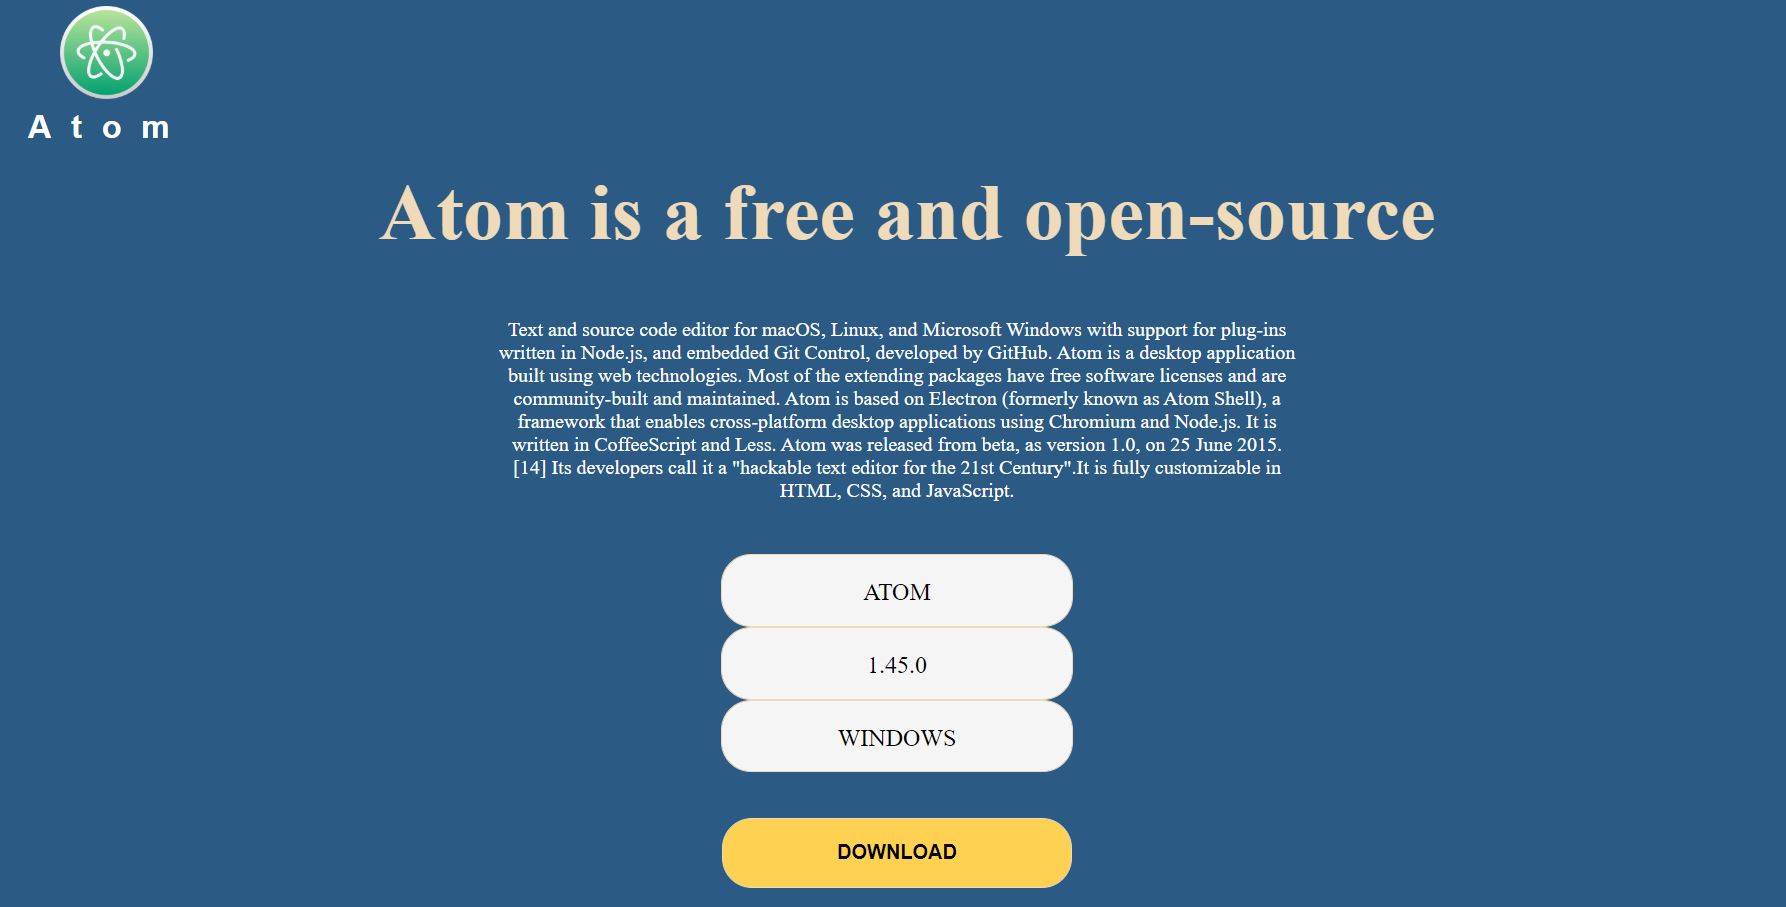 Atom
Atom is a free and open-source
Text and source code editor for macOS, Linux, and Microsoft Windows with support for plug-ins
written in Node.js, and embedded Git Control, developed by GitHub. Atom is a desktop application
built using web technologies. Most of the extending packages have free software licenses and are
community-built and maintained. Atom is based on Electron (formerly known as Atom Shell), a
framework that enables cross-platform desktop applications using Chromium and Node.js. It is
written in CoffeeScript and Less. Atom was released from beta, as version 1.0, on 25 June 2015.
[14] Its developers call it a "hackable text editor for the 21st Century".It is fully customizable in
HTML, CSS, and JavaScript.
ATOM
1.45.0
WINDOWS
DOWNLOAD